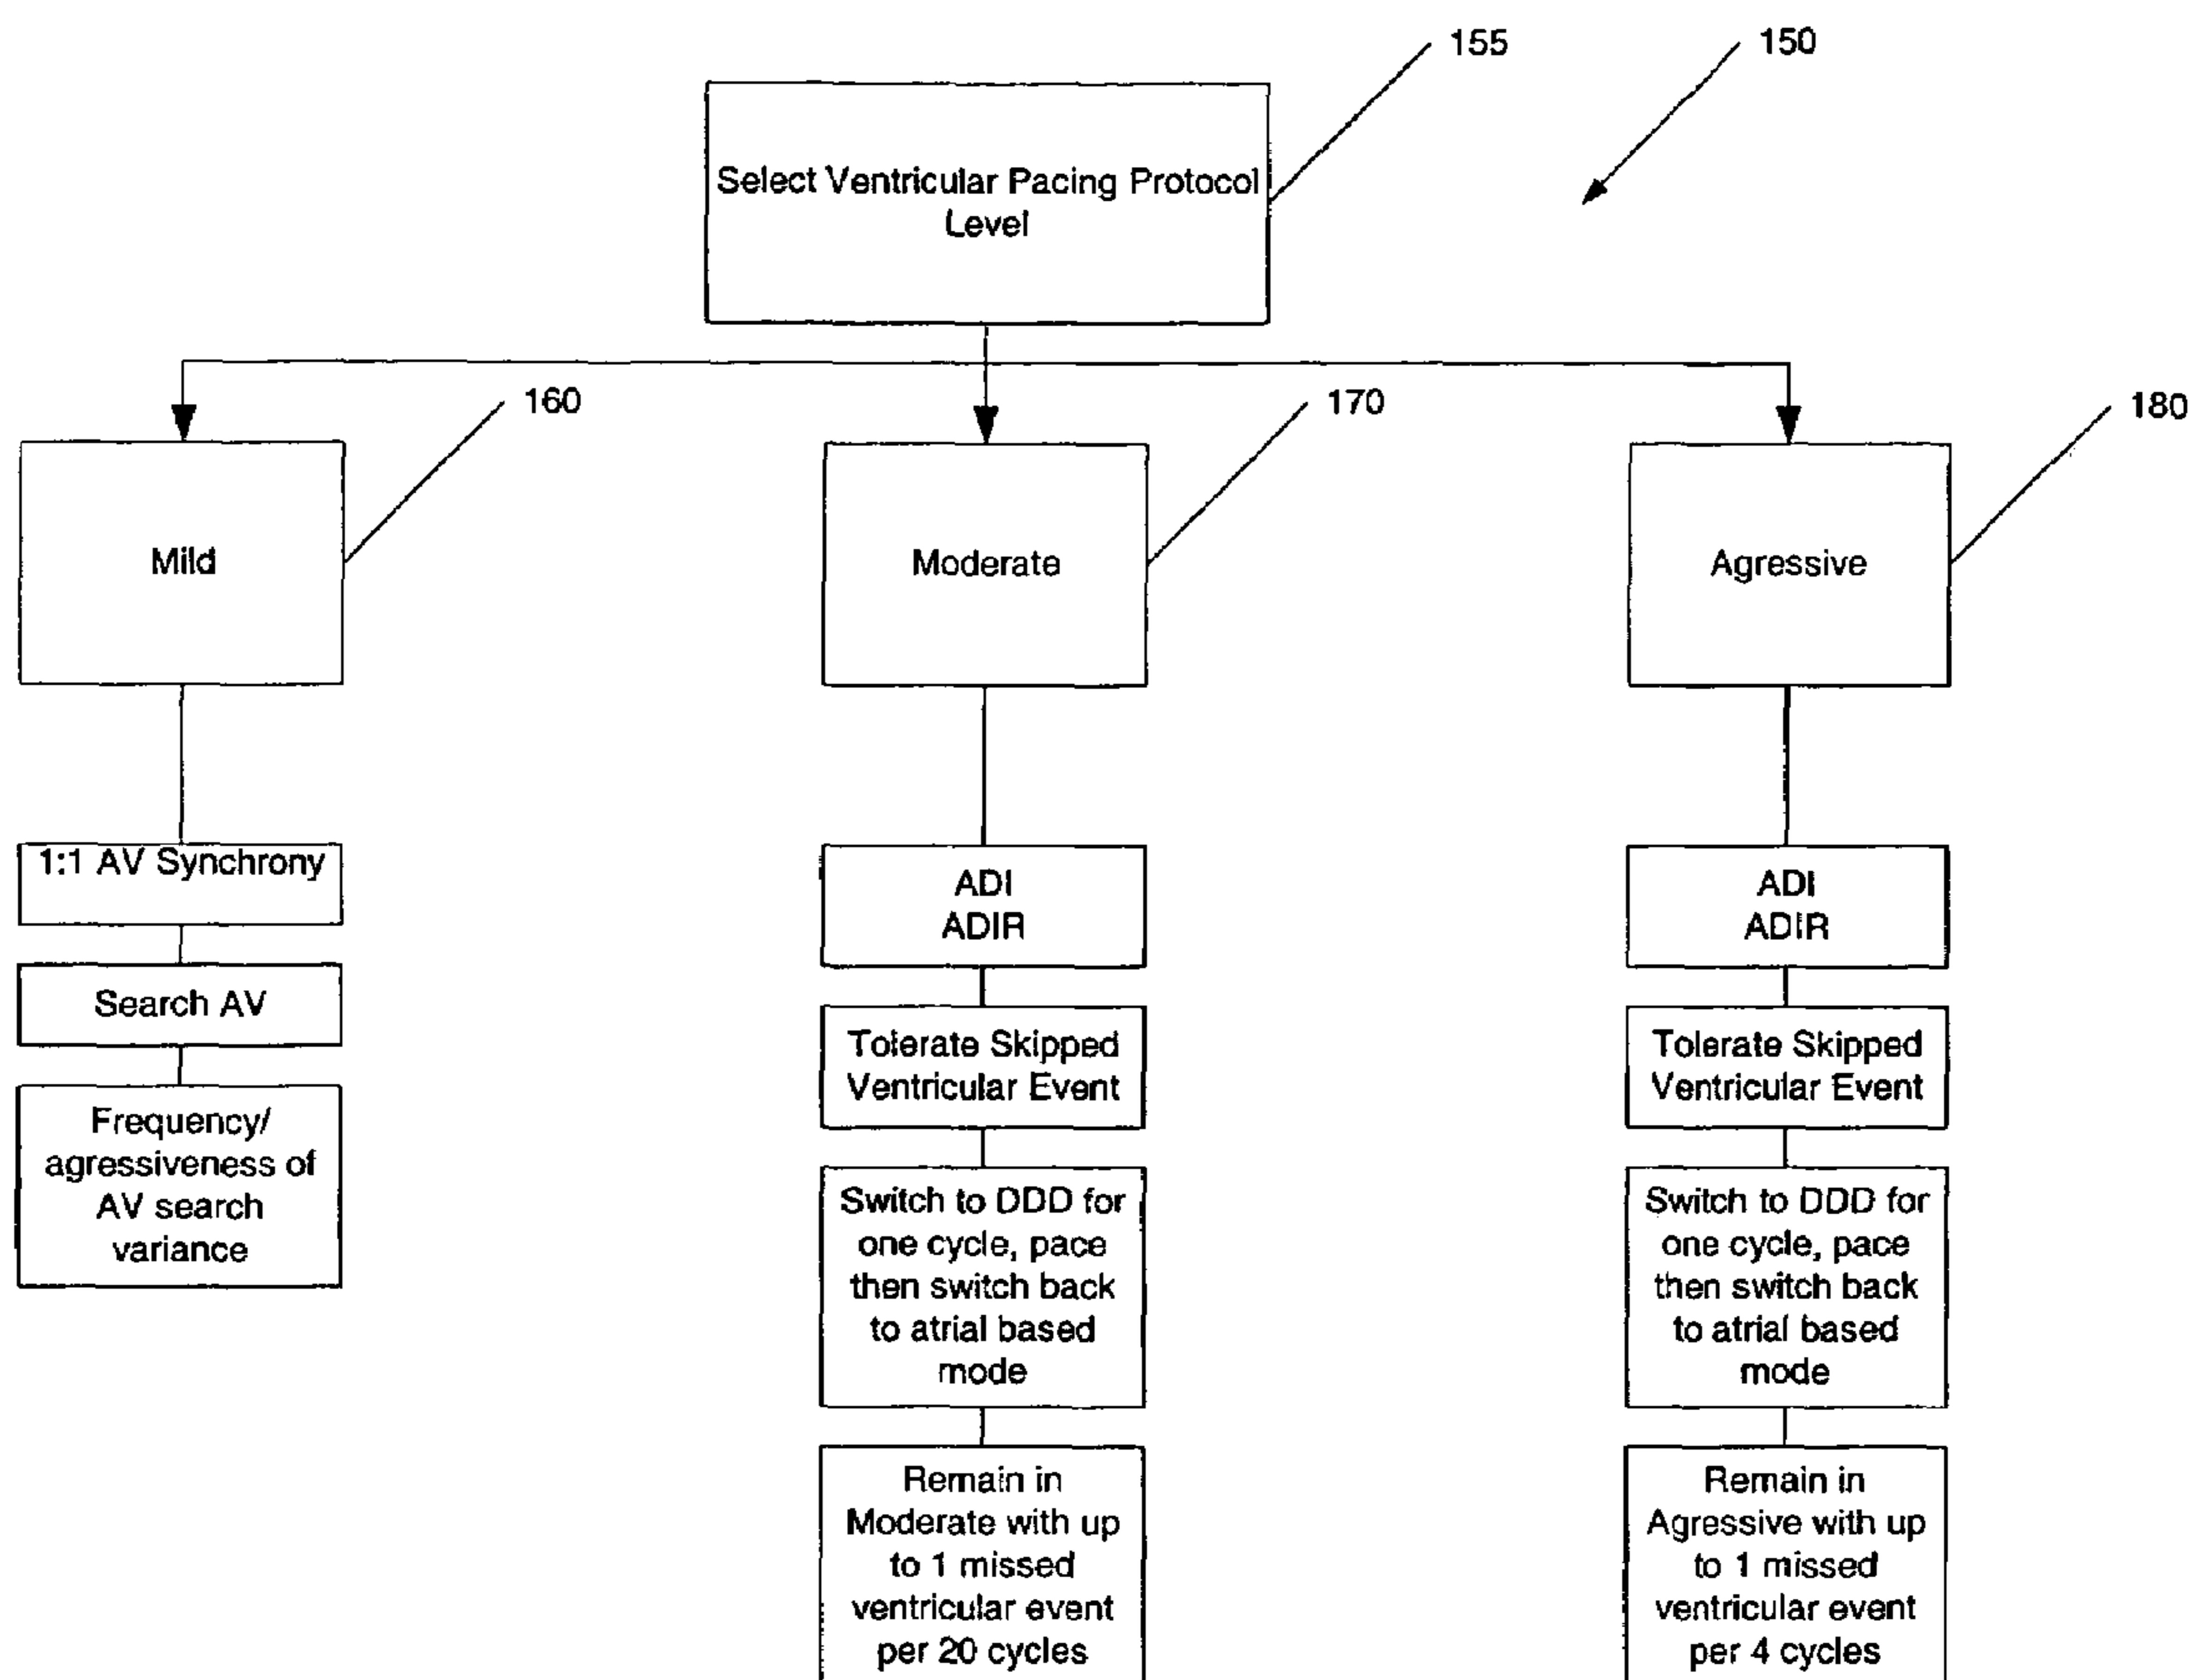 155
150
Select Ventricular Pacing Protocol
Level
160
170
180
Mild
Moderate
Agressive
1:1 AV Synchrony
Search AV
Frequency/
agressiveness of
AV search
variance
ADI
ADIR
Tolerate Skipped
Ventricular Event
Switch to DDD for
one cycle, pace
then switch back
to atrial based
mode
Remain in
Moderate with up
to 1 missed
ventricular event
per 20 cycles
ADI
ADIR
Tolerate Skipped
Ventricular Event
Switch to DDD for
one cycle, pace
then switch back
to atrial based
mode
Remain in
Agressive with up
to 1 missed
ventricular event
per 4 cycles